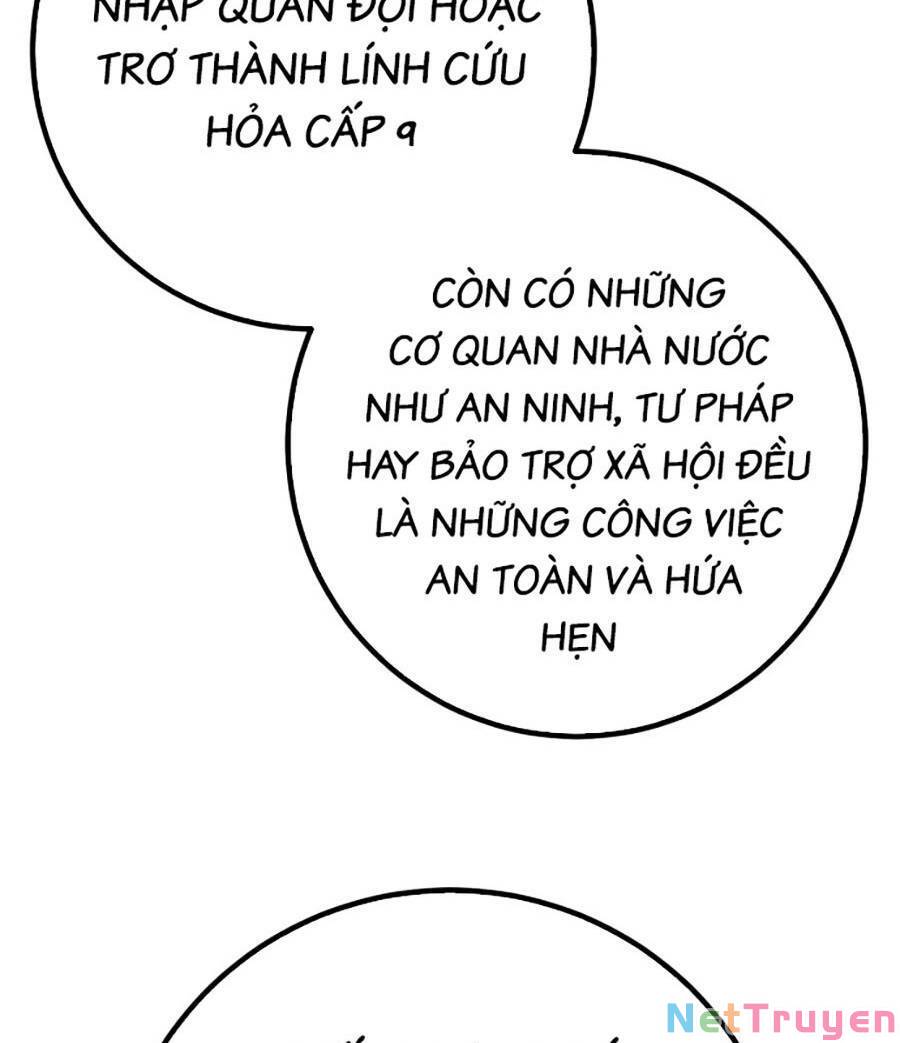 NHẬP QUÂN ĐỘI HOẶC
TRƠ THÀNH LÍNH CỨU
HỎA CẤP 9
CÒN CÓ NHỮNG
CƠ QUAN NHÀ NƯỚC
NHƯ AN NINH, TƯ PHÁP
HAY BẢO TRỢ XÃ HỘI ĐỀU
LÀ NHỮNG CÔNG VIỆC
AN TOÀN VÀ HỨA
HẸN
NetTruyen